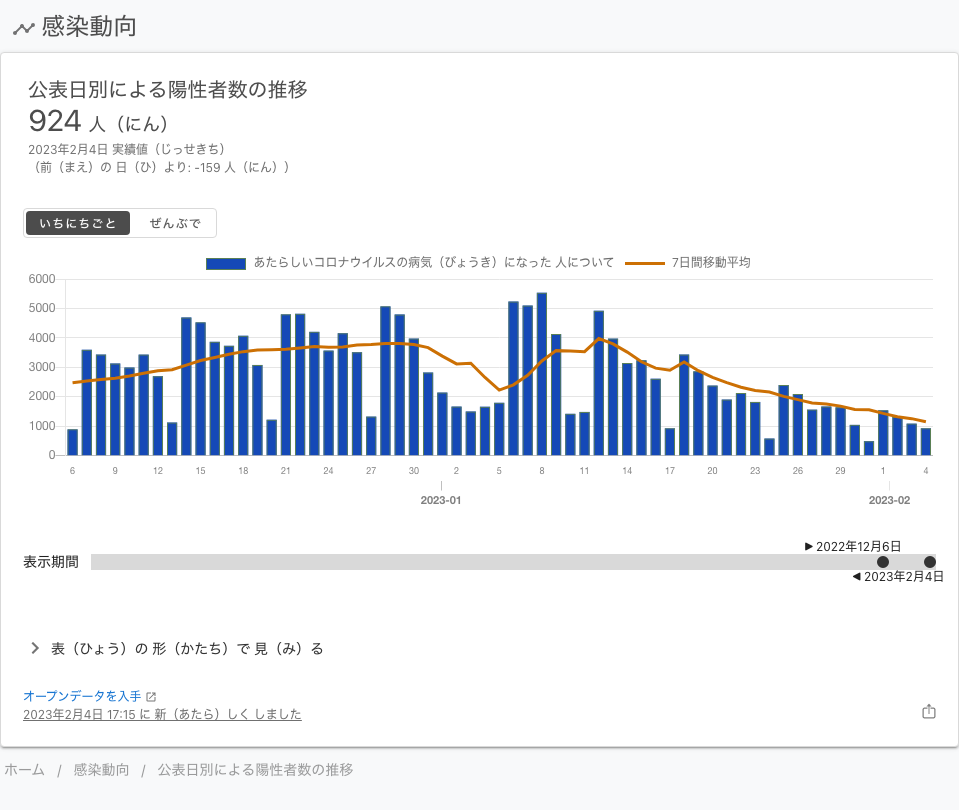 感染動向
公表日別による陽性者数の推移
924 人（にん）
2023年2月4日 実績値（じっせきち）
（前（まえ）の 日（ひ）より: -159 人（にん））
いちにちごと ぜんぶで
あたらしいコロナウイルスの病気（びょうき）になった 人について 7日間移動平均
6000
5000
4000
3000
2000
1000
0
6 9 12 15 18 21 24 27 30 2 5 8 11 14 17 20 23 26 29 1 4
2023-01 2023-02
▶ 2022年12月6日
表示期間
◀ 2023年2月4日
表（ひょう）の 形（かたち）で 見（み）る
オープンデータを入手
2023年2月4日 17:15 に 新（あたら）しく しました
ホーム / 感染動向 / 公表日別による陽性者数の推移